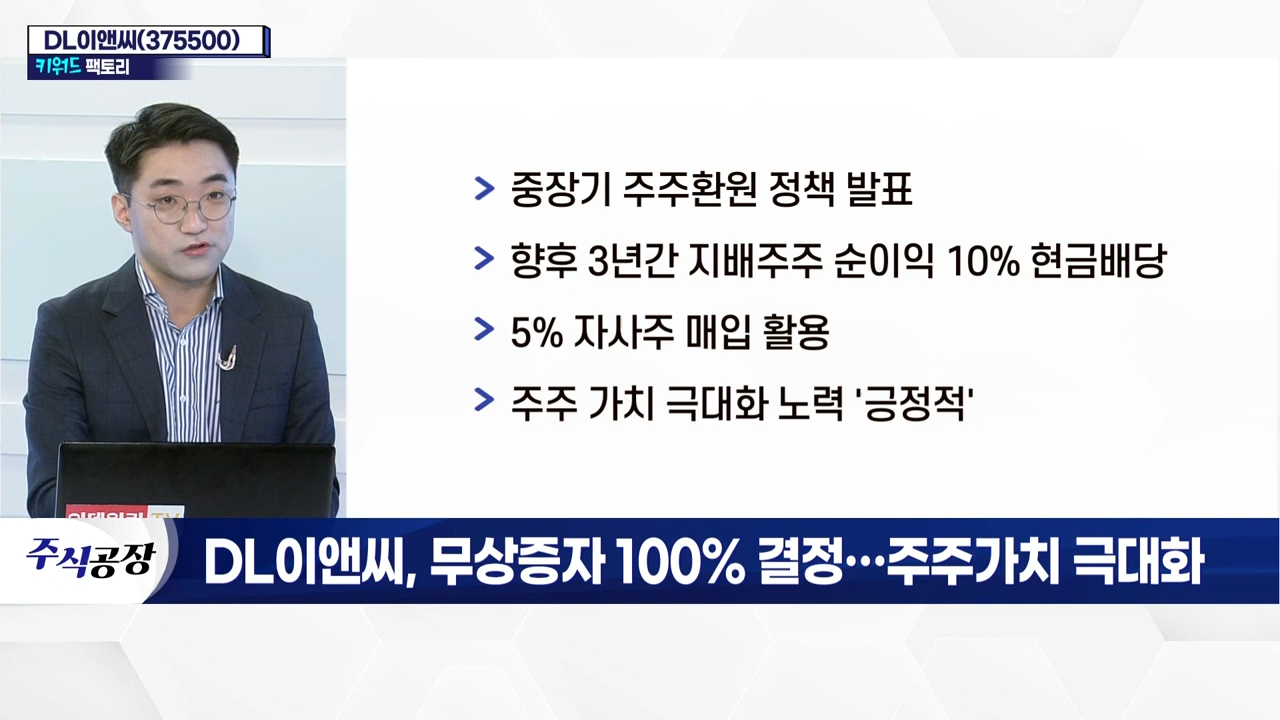 DL이앤씨(375500)
키워드 팩토리
> 중장기 주주환원 정책 발표
> 향후 3년간 지배주주 순이익 10% 현금배당
> 5% 자사주 매입 활용
> 주주 가치 극대화 노력 '긍정적'
주식공장
DL이앤씨, 무상증자 100% 결정…주주가치 극대화